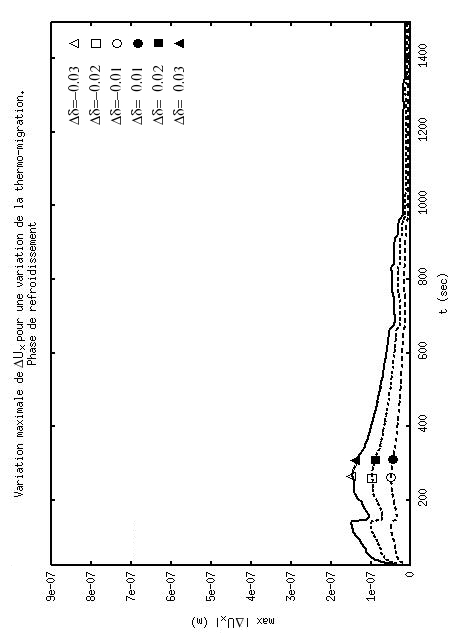 Variation maximale de ΔUx pour une variation de la thermo-migration.
Phase de refroidissement
Δδ=-0.03
Δδ=-0.02
Δδ=-0.01
Δδ= 0.01
Δδ= 0.02
Δδ= 0.03
max |ΔUx| (m)
9e-07
8e-07
7e-07
6e-07
5e-07
4e-07
3e-07
2e-07
1e-07
0
200
400
600
800
1000
1200
1400
t (sec)